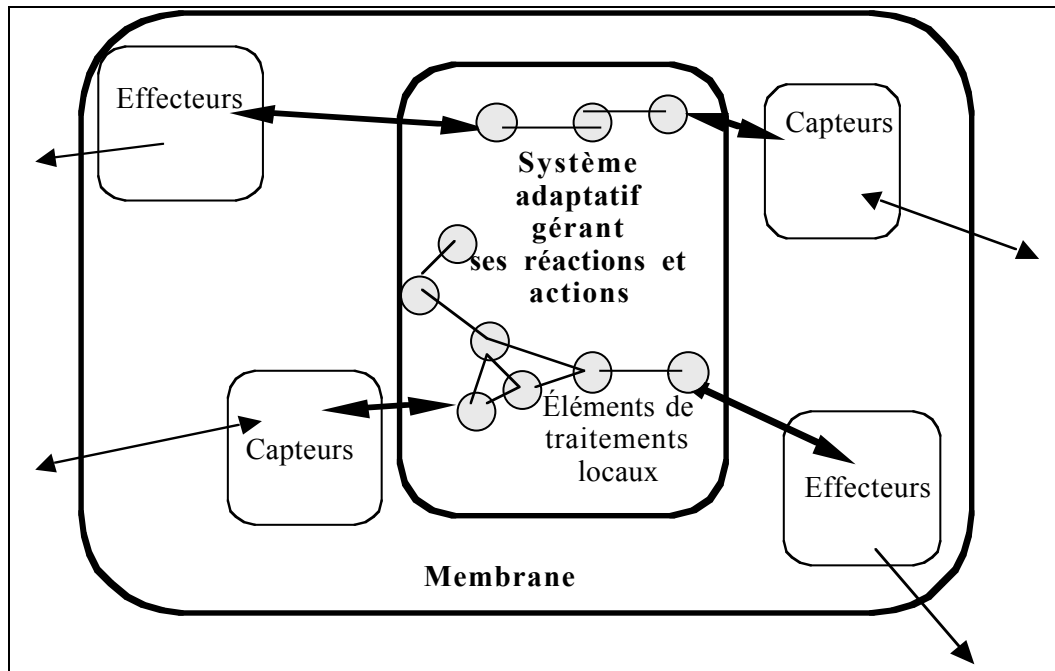 Effecteurs
Capteurs
Système
adaptatif
gérant
ses réactions et
actions
Éléments de
traitements
locaux
Capteurs
Effecteurs
Membrane